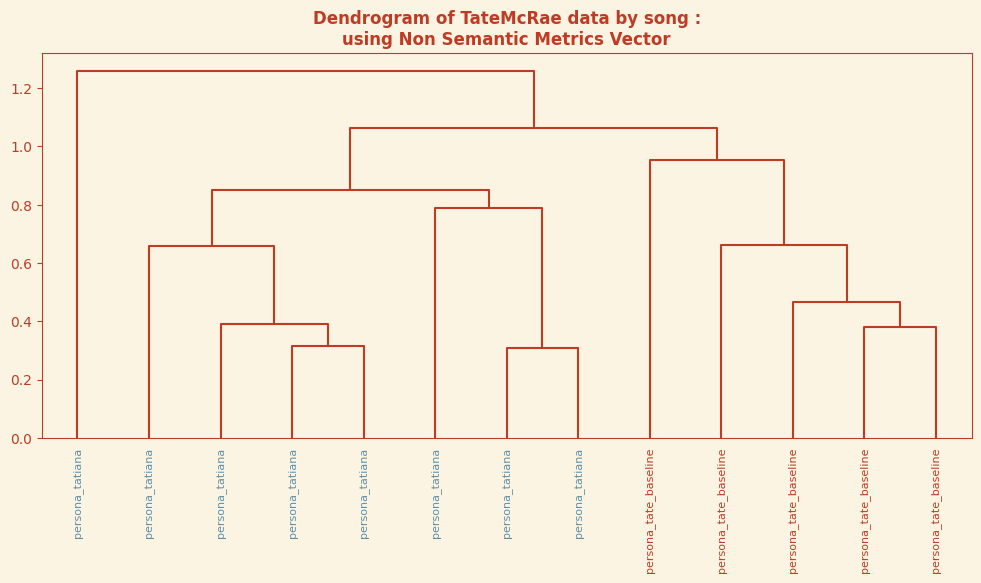 Dendrogram of TateMcRae data by song :
using Non Semantic Metrics Vector
1.2
1.0
0.8
0.6
0.4
0.2
0.0
persona_tatiana
persona_tatiana
persona_tatiana
persona_tatiana
persona_tatiana
persona_tatiana
persona_tatiana
persona_tatiana
persona_tate_baseline
persona_tate_baseline
persona_tate_baseline
persona_tate_baseline
persona_tate_baseline